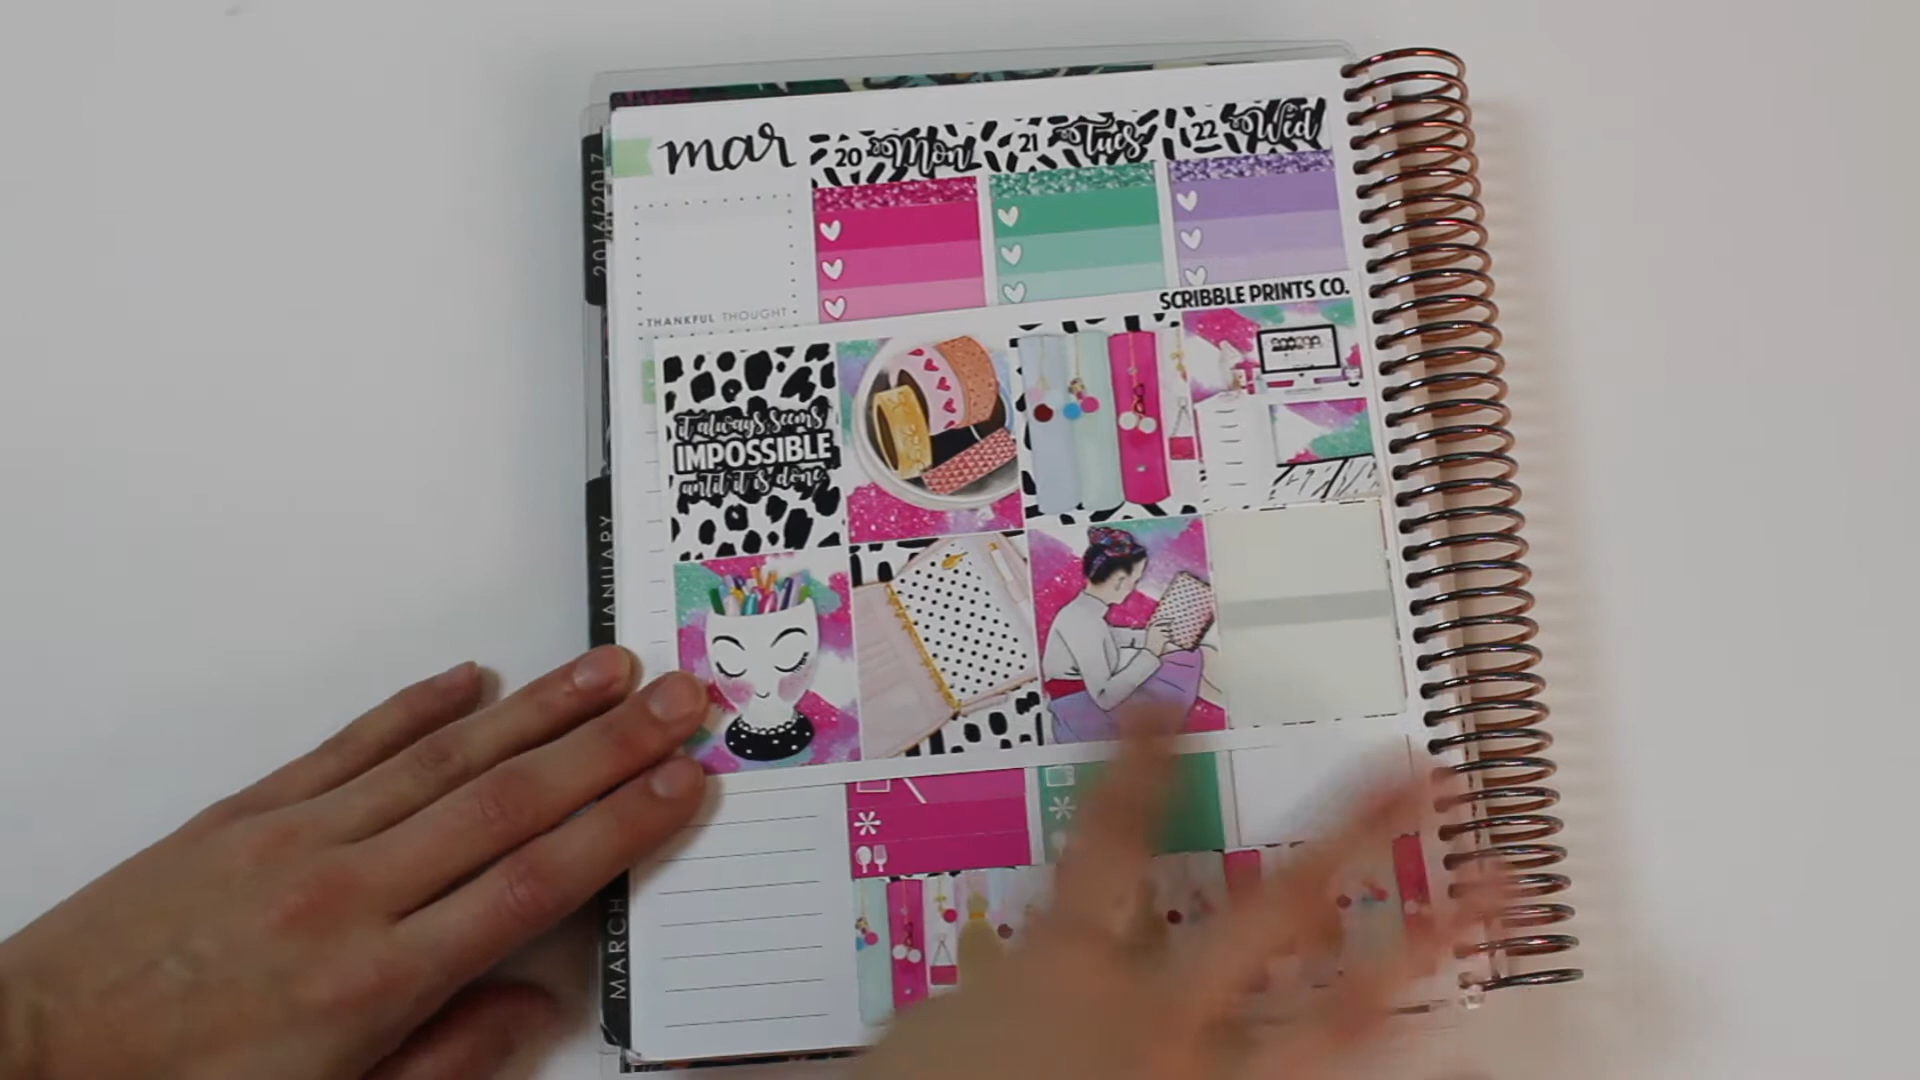 2016/2017
mar
20 Mon
21 Tues
22 Wed
THANKFUL THOUGHT
SCRIBBLE PRINTS CO.
it always seems
IMPOSSIBLE
until it is done.
JANUARY
MARCH